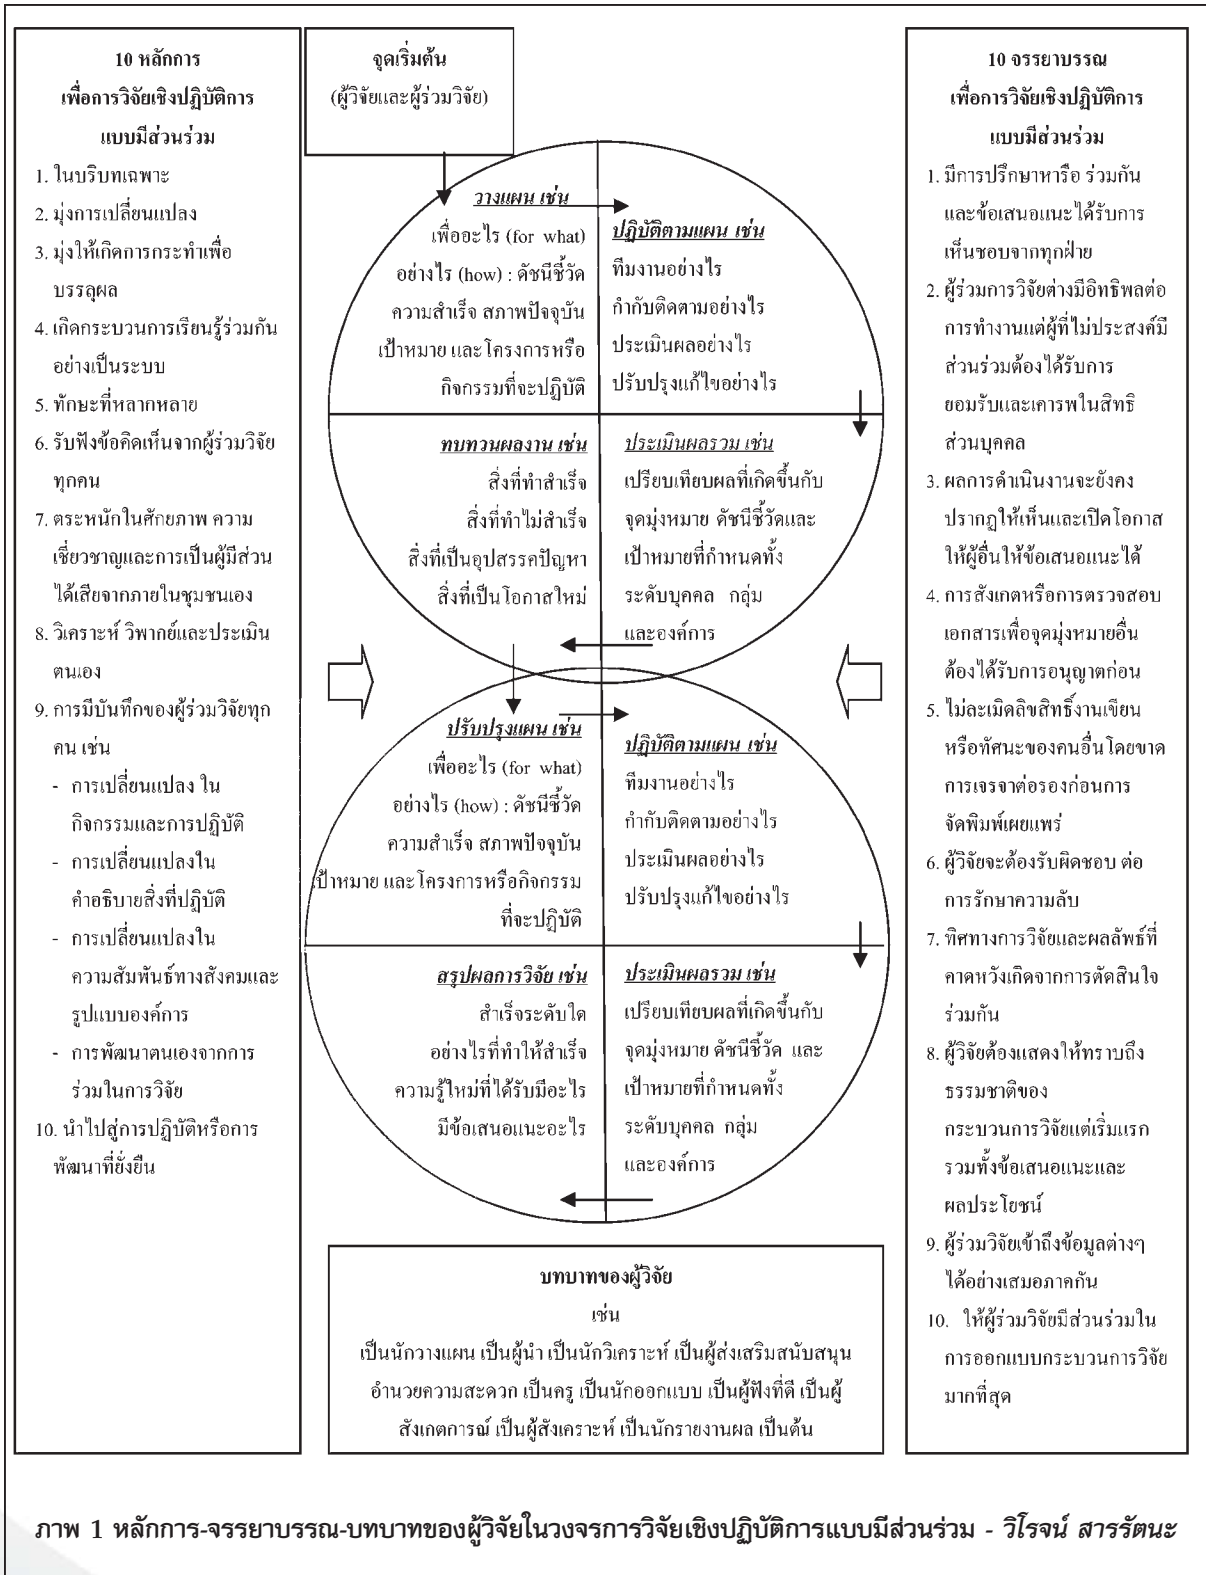 10 หลักการ
เพื่อการวิจัยเชิงปฏิบัติการ
แบบมีส่วนร่วม
1. ในบริบทเฉพาะ
2. มุ่งการเปลี่ยนแปลง
3. มุ่งให้เกิดการกระทำเพื่อ
บรรลุผล
4. เกิดกระบวนการเรียนรู้ร่วมกัน
อย่างเป็นระบบ
5. ทักษะที่หลากหลาย
6. รับฟังข้อคิดเห็นจากผู้ร่วมวิจัย
ทุกคน
7. ตระหนักในศักยภาพ ความ
เชี่ยวชาญและการเป็นผู้มีส่วน
ได้เสียจากภายในชุมชนเอง
8. วิเคราะห์ วิพากย์และประเมิน
ตนเอง
9. การมีบันทึกของผู้ร่วมวิจัยทุก
คน เช่น
- การเปลี่ยนแปลง ใน
กิจกรรมและการปฏิบัติ
- การเปลี่ยนแปลงใน
คำอธิบายสิ่งที่ปฏิบัติ
- การเปลี่ยนแปลงใน
ความสัมพันธ์ทางสังคมและ
รูปแบบองค์การ
- การพัฒนาตนเองจากการ
ร่วมในการวิจัย
10. นำไปสู่การปฏิบัติหรือการ
พัฒนาที่ยั่งยืน
จุดเริ่มต้น
(ผู้วิจัยและผู้ร่วมวิจัย)
วางแผน เช่น
เพื่ออะไร (for what)
อย่างไร (how) : ดัชนีชี้วัด
ความสำเร็จ สภาพปัจจุบัน
เป้าหมาย และโครงการหรือ
กิจกรรมที่จะปฏิบัติ
ปฏิบัติตามแผน เช่น
ทีมงานอย่างไร
กำกับติดตามอย่างไร
ประเมินผลอย่างไร
ปรับปรุงแก้ไขอย่างไร
ทบทวนผลงาน เช่น
สิ่งที่ทำสำเร็จ
สิ่งที่ทำไม่สำเร็จ
สิ่งที่เป็นอุปสรรคปัญหา
สิ่งที่เป็นโอกาสใหม่
ประเมินผลรวม เช่น
เปรียบเทียบผลที่เกิดขึ้นกับ
จุดมุ่งหมาย ดัชนีชี้วัดและ
เป้าหมายที่กำหนดทั้ง
ระดับบุคคล กลุ่ม
และองค์การ
ปรับปรุงแผน เช่น
เพื่ออะไร (for what)
อย่างไร (how) : ดัชนีชี้วัด
ความสำเร็จ สภาพปัจจุบัน
เป้าหมาย และโครงการหรือกิจกรรม
ที่จะปฏิบัติ
ปฏิบัติตามแผน เช่น
ทีมงานอย่างไร
กำกับติดตามอย่างไร
ประเมินผลอย่างไร
ปรับปรุงแก้ไขอย่างไร
สรุปผลการวิจัย เช่น
สำเร็จระดับใด
อย่างไรที่ทำให้สำเร็จ
ความรู้ใหม่ที่ได้รับมีอะไร
มีข้อเสนอแนะอะไร
ประเมินผลรวม เช่น
เปรียบเทียบผลที่เกิดขึ้นกับ
จุดมุ่งหมาย ดัชนีชี้วัด และ
เป้าหมายที่กำหนดทั้ง
ระดับบุคคล กลุ่ม
และองค์การ
บทบาทของผู้วิจัย
เช่น
เป็นนักวางแผน เป็นผู้นำ เป็นนักวิเคราะห์ เป็นผู้ส่งเสริมสนับสนุน
อำนวยความสะดวก เป็นครู เป็นนักออกแบบ เป็นผู้ฟังที่ดี เป็นผู้
สังเกตการณ์ เป็นผู้สังเคราะห์ เป็นนักรายงานผล เป็นต้น
10 จรรยาบรรณ
เพื่อการวิจัยเชิงปฏิบัติการ
แบบมีส่วนร่วม
1. มีการปรึกษาหารือ ร่วมกัน
และข้อเสนอแนะได้รับการ
เห็นชอบจากทุกฝ่าย
2. ผู้ร่วมการวิจัยต่างมีอิทธิพลต่อ
การทำงานแต่ผู้ที่ไม่ประสงค์มี
ส่วนร่วมต้องได้รับการ
ยอมรับและเคารพในสิทธิ
ส่วนบุคคล
3. ผลการดำเนินงานจะยังคง
ปรากฏให้เห็นและเปิดโอกาส
ให้ผู้อื่นให้ข้อเสนอแนะได้
4. การสังเกตหรือการตรวจสอบ
เอกสารเพื่อจุดมุ่งหมายอื่น
ต้องได้รับการอนุญาตก่อน
5. ไม่ละเมิดลิขสิทธิ์งานเขียน
หรือทัศนะของคนอื่นโดยขาด
การเจรจาต่อรองก่อนการ
จัดพิมพ์เผยแพร่
6. ผู้วิจัยจะต้องรับผิดชอบ ต่อ
การรักษาความลับ
7. ทิศทางการวิจัยและผลลัพธ์ที่
คาดหวังเกิดจากการตัดสินใจ
ร่วมกัน
8. ผู้วิจัยต้องแสดงให้ทราบถึง
ธรรมชาติของ
กระบวนการวิจัยแต่เริ่มแรก
รวมทั้งข้อเสนอแนะและ
ผลประโยชน์
9. ผู้ร่วมวิจัยเข้าถึงข้อมูลต่างๆ
ได้อย่างเสมอภาคกัน
10. ให้ผู้ร่วมวิจัยมีส่วนร่วมใน
การออกแบบกระบวนการวิจัย
มากที่สุด
ภาพ 1 หลักการ-จรรยาบรรณ-บทบาทของผู้วิจัยในวงจรการวิจัยเชิงปฏิบัติการแบบมีส่วนร่วม - วิโรจน์ สารรัตนะ